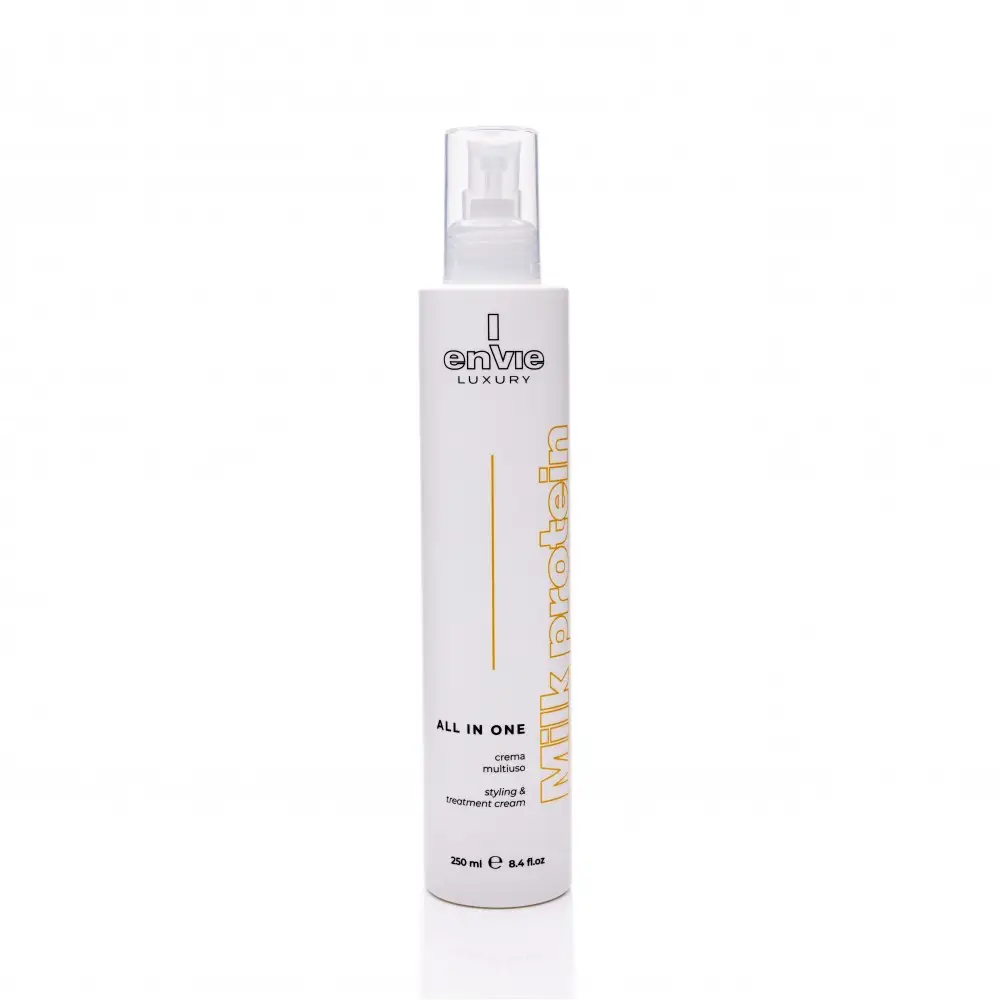 envie
LUXURY
Milk protein
ALL IN ONE
crema
multiuso
styling &
treatment cream
250 ml e 8.4 fl.oz